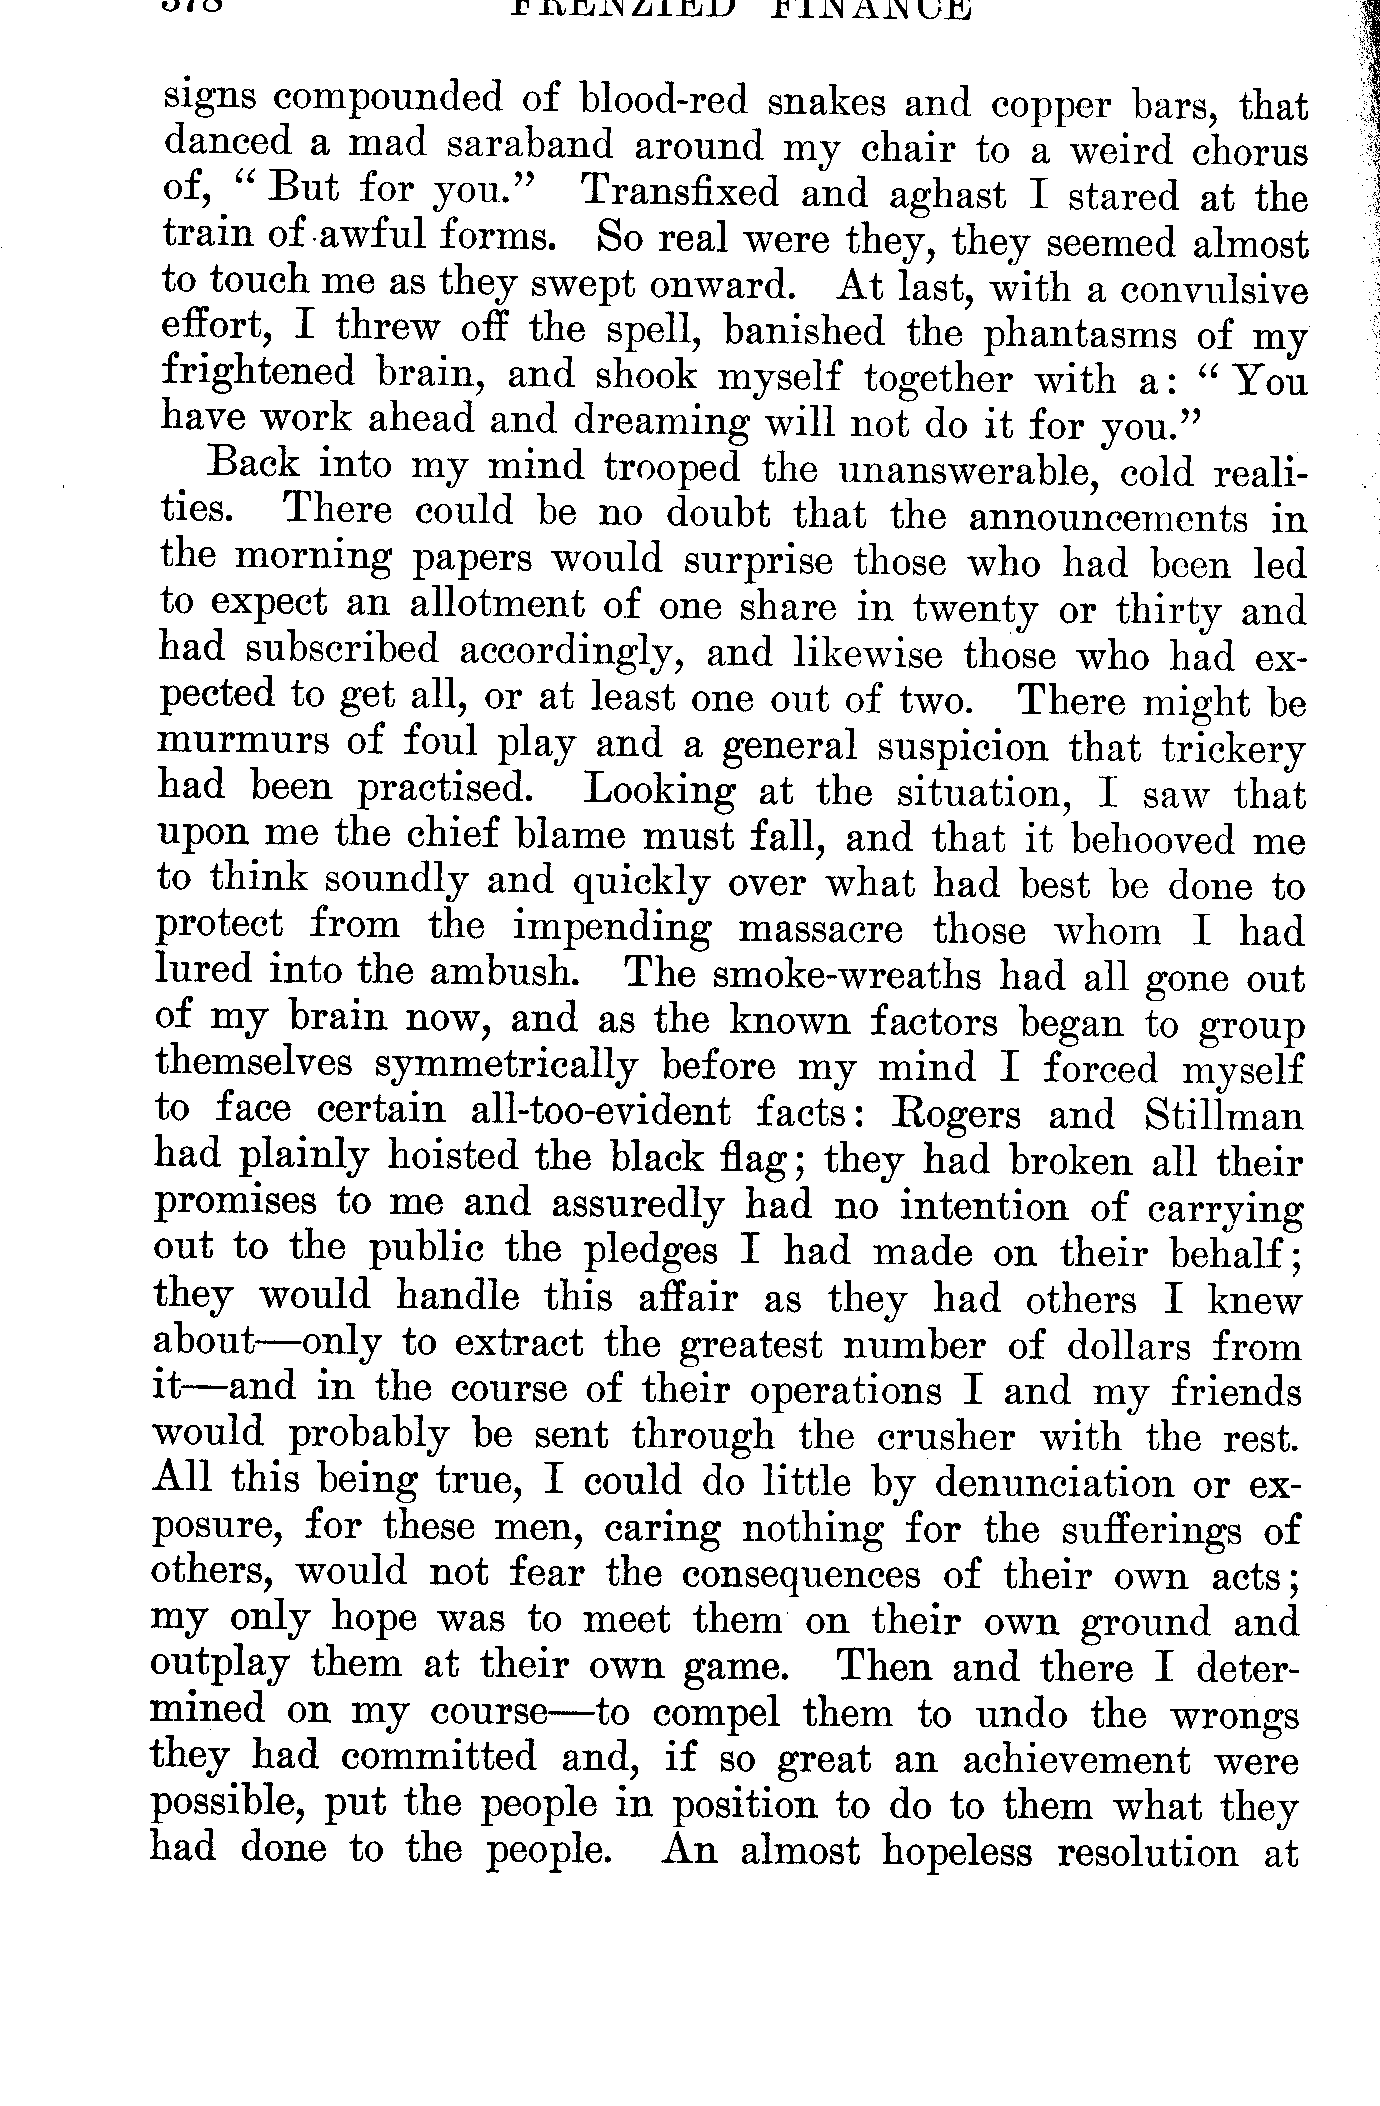 378 FRENZIED FINANCE
signs compounded of blood-red snakes and copper bars, that
danced a mad saraband around my chair to a weird chorus
of, “ But for you.” Transfixed and aghast I stared at the
train of awful forms. So real were they, they seemed almost
to touch me as they swept onward. At last, with a convulsive
effort, I threw off the spell, banished the phantasms of my
frightened brain, and shook myself together with a: “ You
have work ahead and dreaming will not do it for you.”
Back into my mind trooped the unanswerable, cold reali-
ties. There could be no doubt that the announcements in
the morning papers would surprise those who had been led
to expect an allotment of one share in twenty or thirty and
had subscribed accordingly, and likewise those who had ex-
pected to get all, or at least one out of two. There might be
murmurs of foul play and a general suspicion that trickery
had been practised. Looking at the situation, I saw that
upon me the chief blame must fall, and that it behooved me
to think soundly and quickly over what had best be done to
protect from the impending massacre those whom I had
lured into the ambush. The smoke-wreaths had all gone out
of my brain now, and as the known factors began to group
themselves symmetrically before my mind I forced myself
to face certain all-too-evident facts: Rogers and Stillman
had plainly hoisted the black flag; they had broken all their
promises to me and assuredly had no intention of carrying
out to the public the pledges I had made on their behalf;
they would handle this affair as they had others I knew
about—only to extract the greatest number of dollars from
it—and in the course of their operations I and my friends
would probably be sent through the crusher with the rest.
All this being true, I could do little by denunciation or ex-
posure, for these men, caring nothing for the sufferings of
others, would not fear the consequences of their own acts;
my only hope was to meet them on their own ground and
outplay them at their own game. Then and there I deter-
mined on my course—to compel them to undo the wrongs
they had committed and, if so great an achievement were
possible, put the people in position to do to them what they
had done to the people. An almost hopeless resolution at